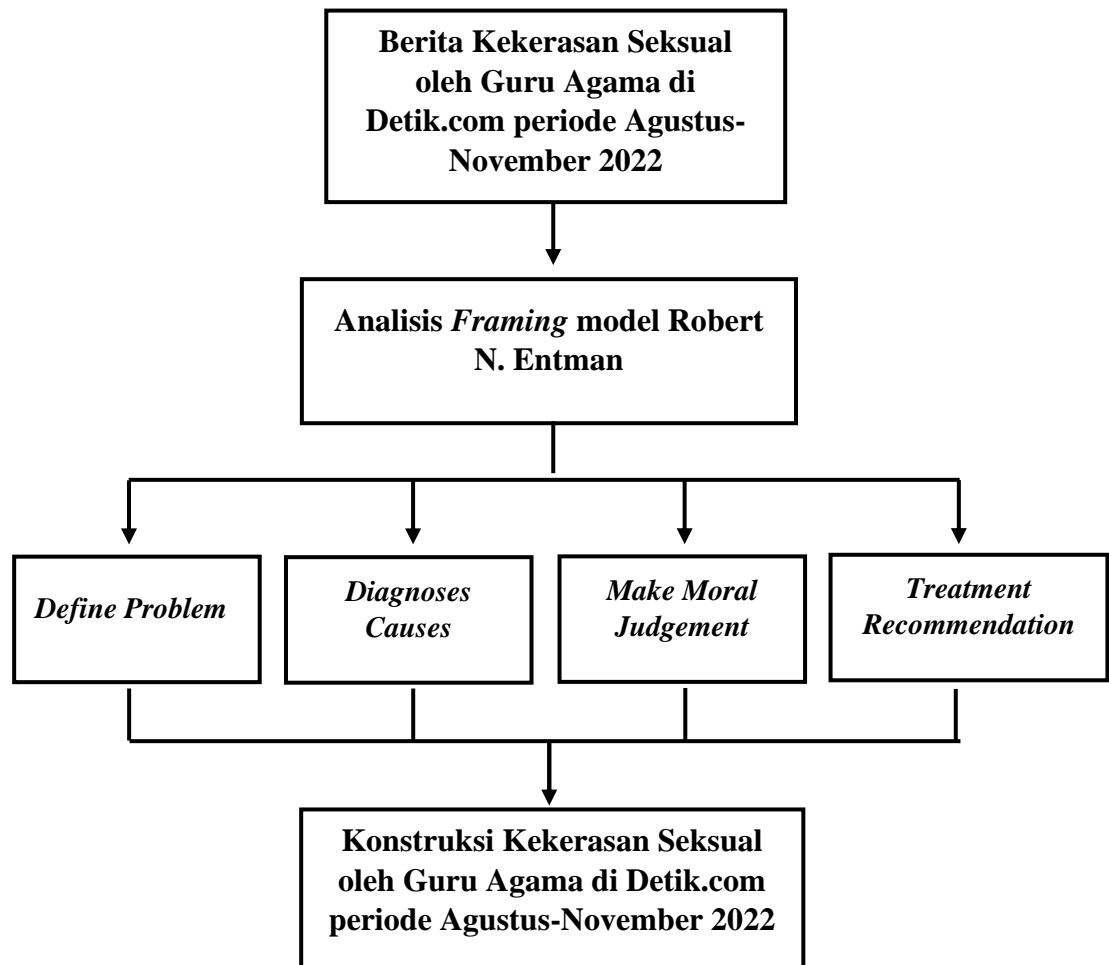 Berita Kekerasan Seksual
oleh Guru Agama di
Detik.com periode Agustus-
November 2022
Analisis Framing model Robert
N. Entman
Define Problem
Diagnoses
Causes
Make Moral
Judgement
Treatment
Recommendation
Konstruksi Kekerasan Seksual
oleh Guru Agama di Detik.com
periode Agustus-November 2022